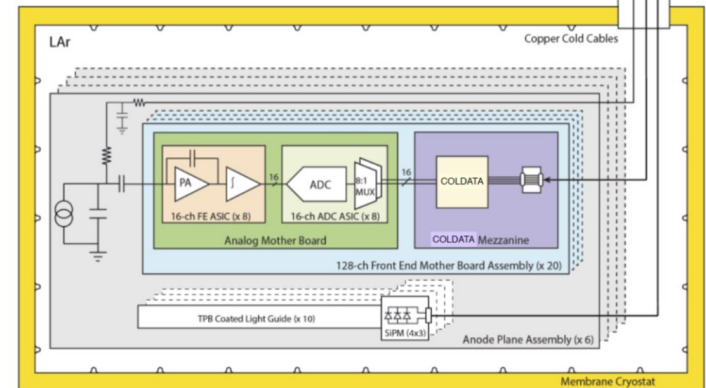 LAr
Copper Cold Cables
PA
∫
16
ADC
8:1
MUX
16
COLDATA
16-ch FE ASIC (x 8)
16-ch ADC ASIC (x 8)
Analog Mother Board
COLDATA Mezzanine
128-ch Front End Mother Board Assembly (x 20)
TPB Coated Light Guide (x 10)
SiPM (4x3)
Anode Plane Assembly (x 6)
Membrane Cryostat